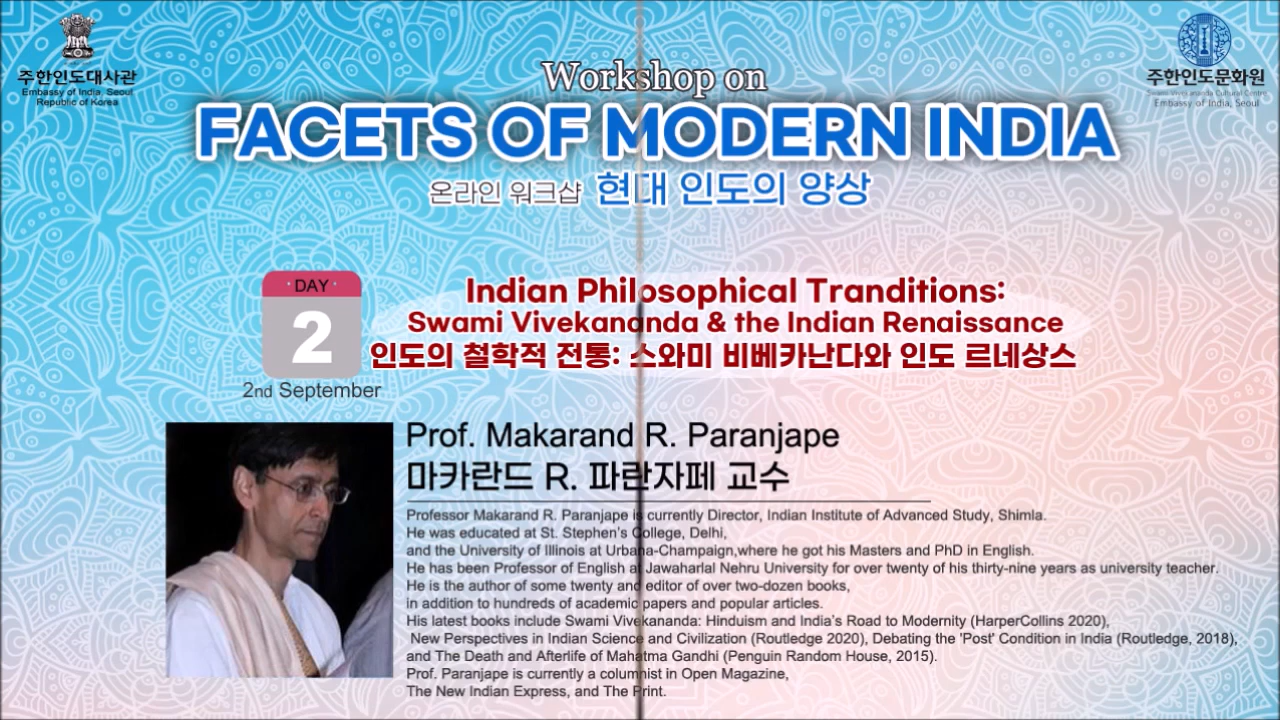 주한인도대사관
Embassy of India, Seoul
Republic of Korea
주한인도문화원
Swami Vivekananda Cultural Centre
Embassy of India, Seoul
Workshop on
FACETS OF MODERN INDIA
온라인 워크샵 현대 인도의 양상
DAY
2
2nd September
Indian Philosophical Tranditions:
Swami Vivekananda & the Indian Renaissance
인도의 철학적 전통: 스와미 비베카난다와 인도 르네상스
Prof. Makarand R. Paranjape
마카란드 R. 파란자페 교수
Professor Makarand R. Paranjape is currently Director, Indian Institute of Advanced Study, Shimla.
He was educated at St. Stephen's College, Delhi,
and the University of Illinois at Urbana-Champaign,where he got his Masters and PhD in English.
He has been Professor of English at Jawaharlal Nehru University for over twenty of his thirty-nine years as university teacher.
He is the author of some twenty and editor of over two-dozen books,
in addition to hundreds of academic papers and popular articles.
His latest books include Swami Vivekananda: Hinduism and India's Road to Modernity (HarperCollins 2020),
New Perspectives in Indian Science and Civilization (Routledge 2020), Debating the 'Post' Condition in India (Routledge, 2018),
and The Death and Afterlife of Mahatma Gandhi (Penguin Random House, 2015).
Prof. Paranjape is currently a columnist in Open Magazine,
The New Indian Express, and The Print.